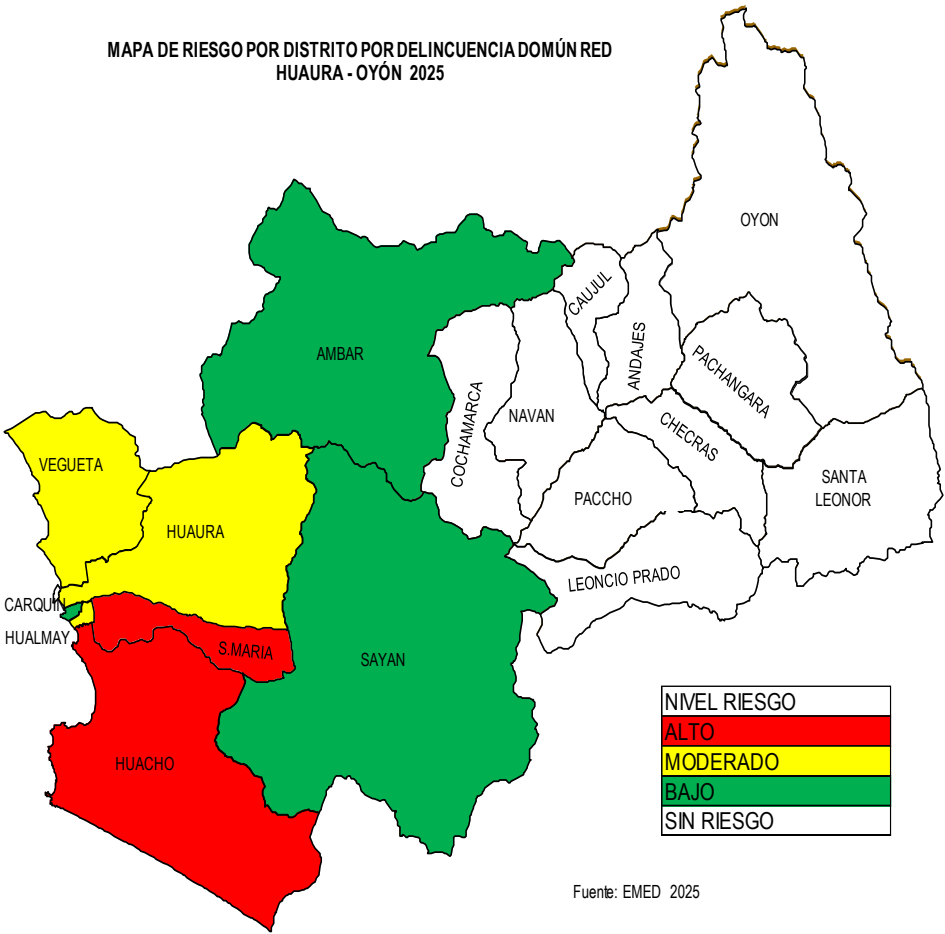 MAPA DE RIESGO POR DISTRITO POR DELINCUENCIA DOMÚN RED
HUAURA - OYÓN 2025
OYON
CAUJUL
ANDAJES
AMBAR
PACHANGARA
COCHAMARCA
NAVAN
CHECRAS
VEGUETA
SANTA
LEONOR
PACCHO
HUAURA
LEONCIO PRADO
CARQUIN
HUALMAY
S.MARIA
SAYAN
HUACHO
NIVEL RIESGO
ALTO
MODERADO
BAJO
SIN RIESGO
Fuente: EMED 2025